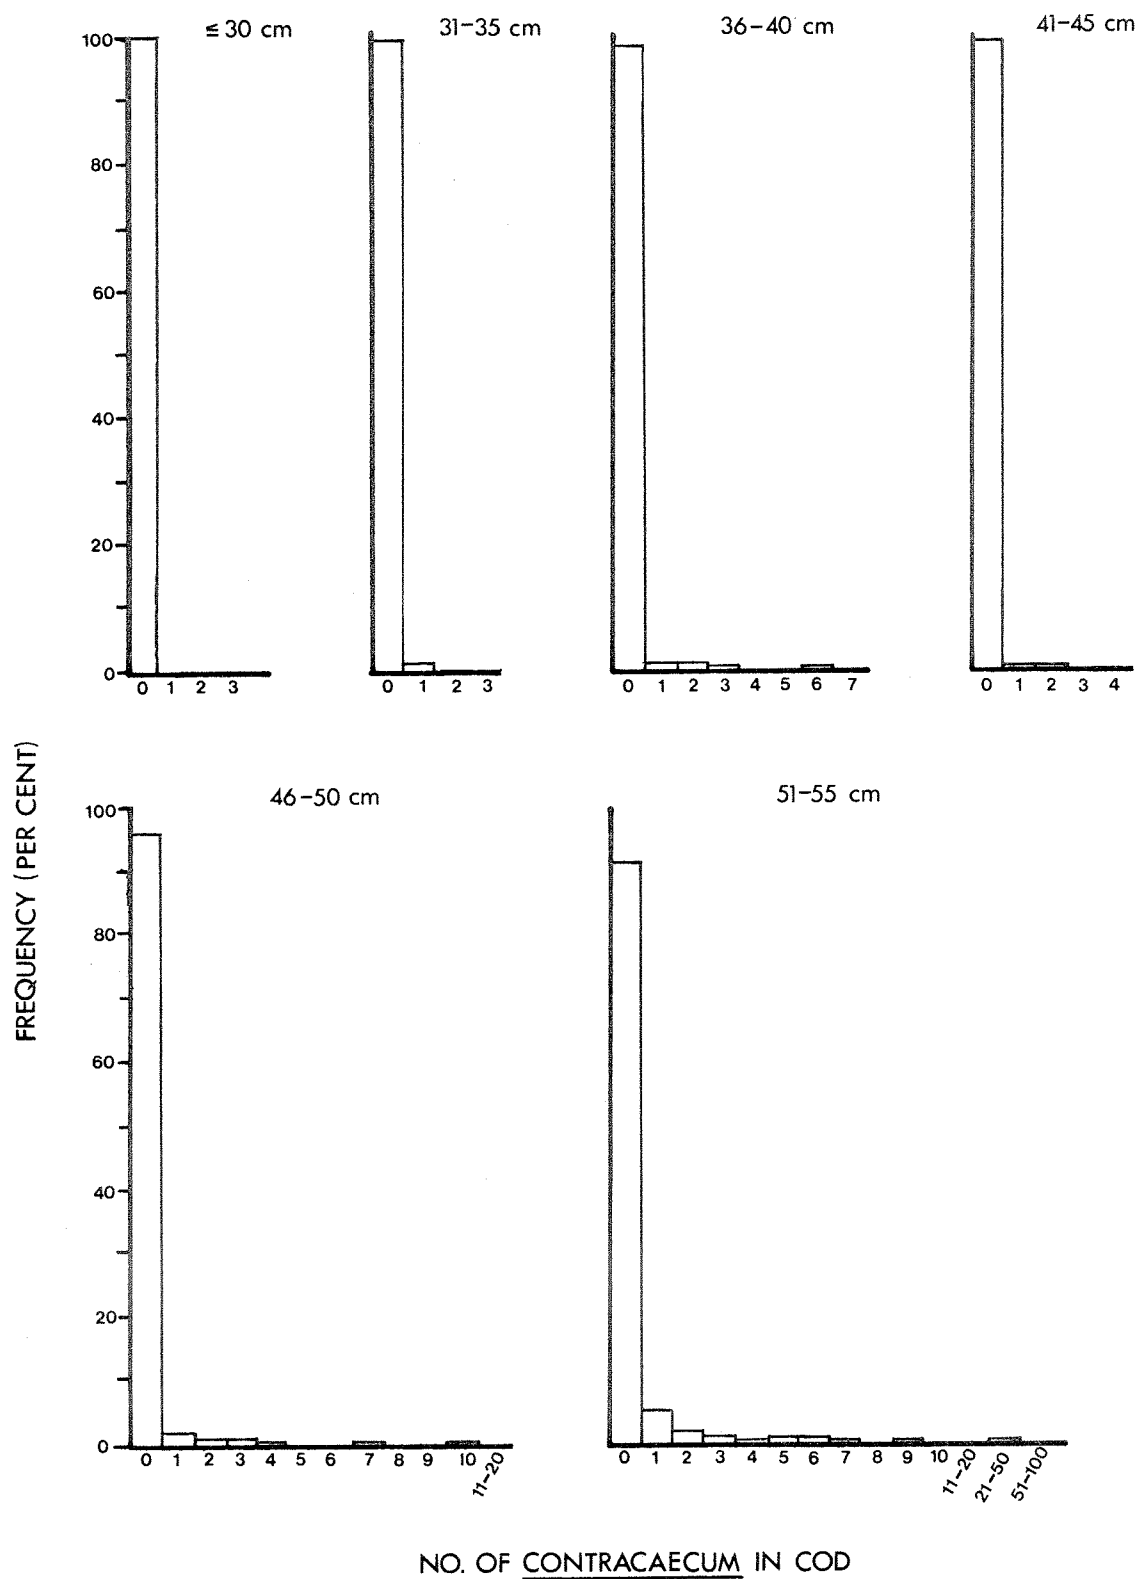 ≤30 cm
31-35 cm
36-40 cm
41-45 cm
100
80
60
40
20
0
0 1 2 3
0 1 2 3
0 1 2 3 4 5 6 7
0 1 2 3 4
FREQUENCY (PER CENT)
46-50 cm
51-55 cm
100
80
60
40
20
0
0 1 2 3 4 5 6 7 8 9 10 11-20
0 1 2 3 4 5 6 7 8 9 10 11-20 21-50 51-100
NO. OF CONTRACAECUM IN COD